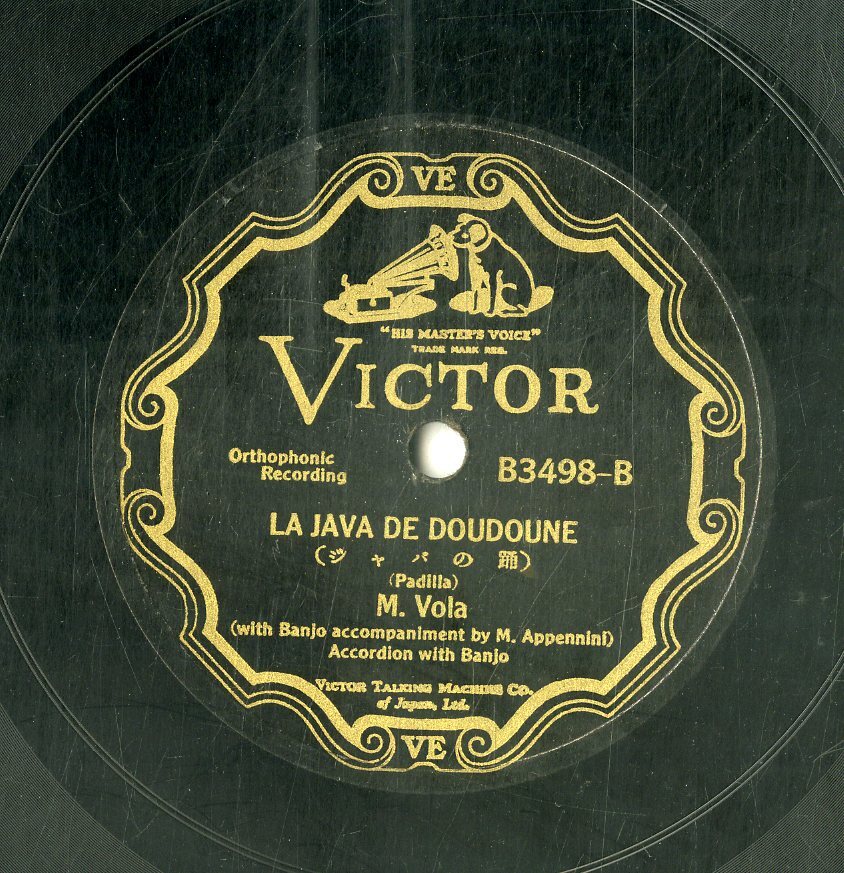 VE
"HIS MASTER'S VOICE"
TRADE MARK REG.
VICTOR
Orthophonic
Recording
B3498-B
LA JAVA DE DOUDOUNE
(ジャバの踊)
(Padilla)
M. Vola
(with Banjo accompaniment by M. Appennini)
Accordion with Banjo
VICTOR TALKING MACHINE CO.
of Japan, Ltd.
VE